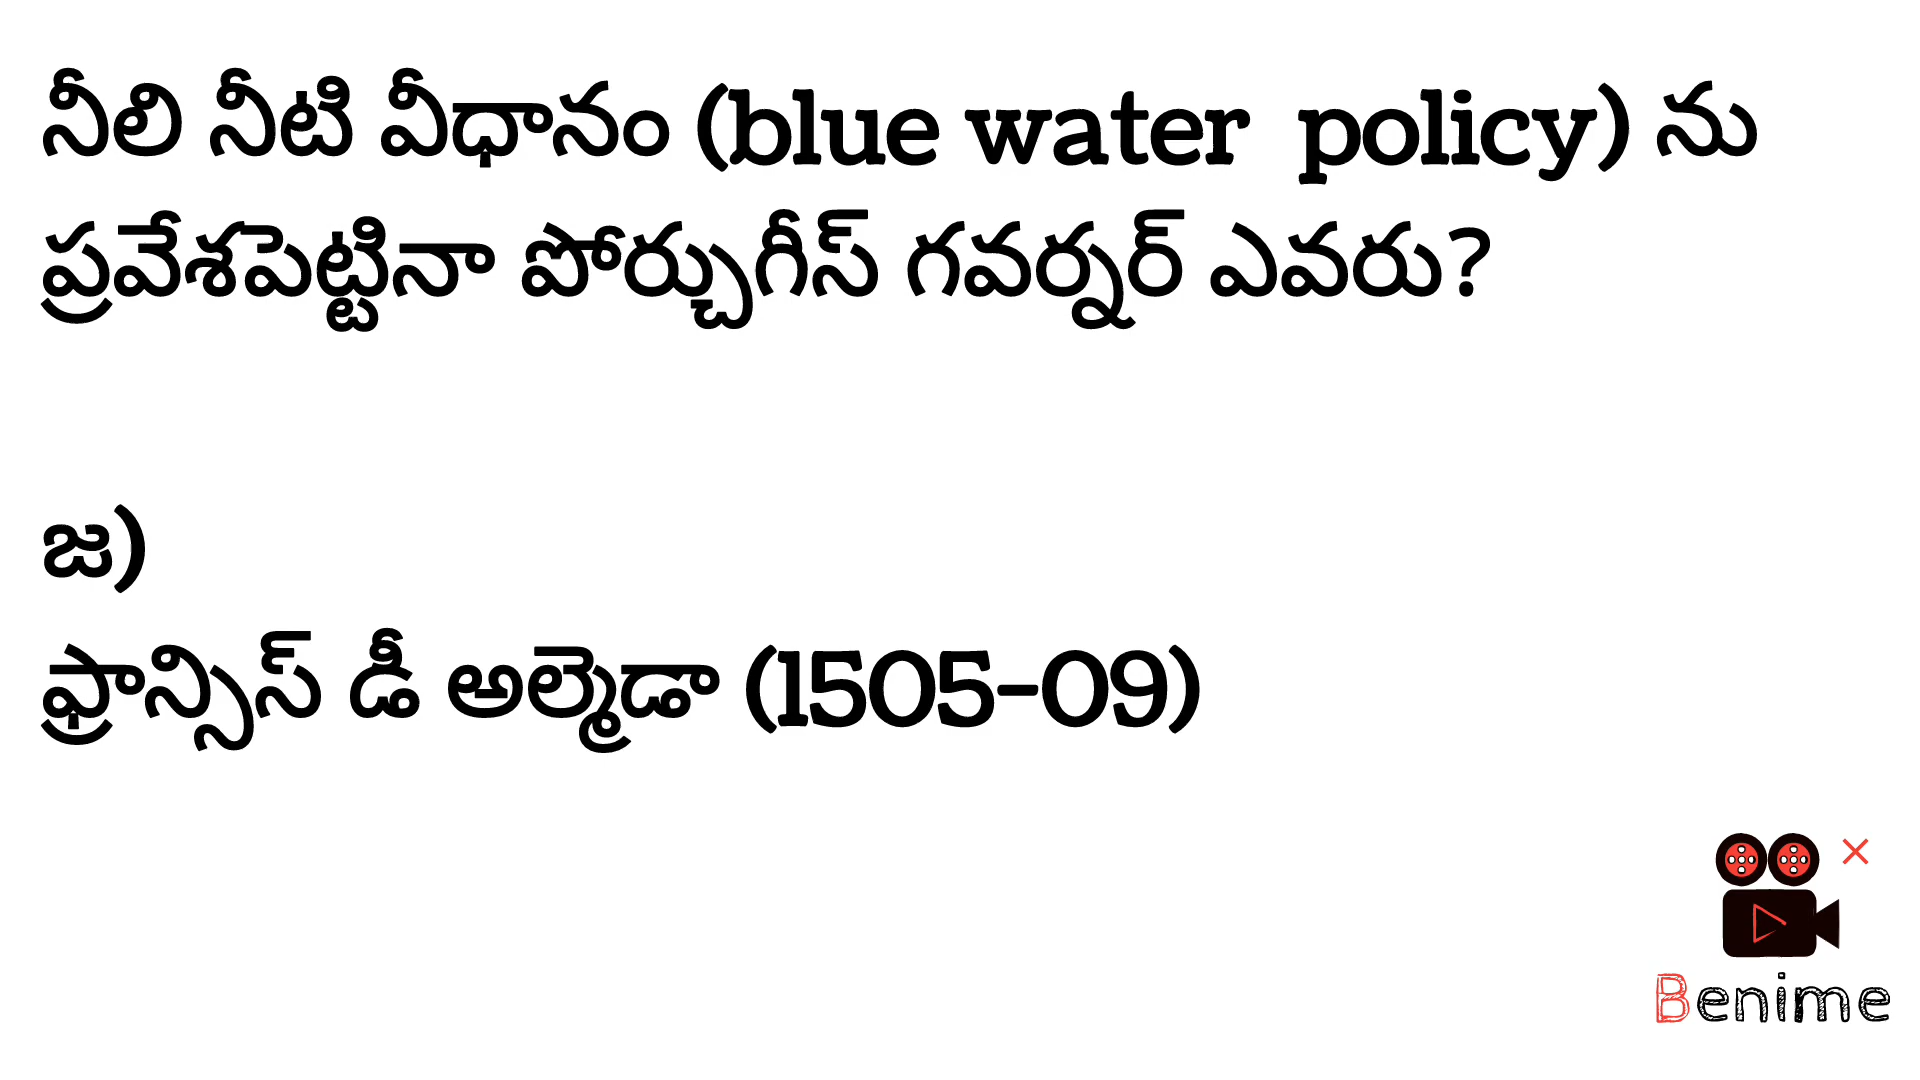 నీలి నీటి వీధానం (blue water  policy) ను
ప్రవేశపెట్టినా పోర్చుగీస్ గవర్నర్ ఎవరు?
జ)
ఫ్రాన్సిస్ డీ అల్మెడా (1505-09)
Benime